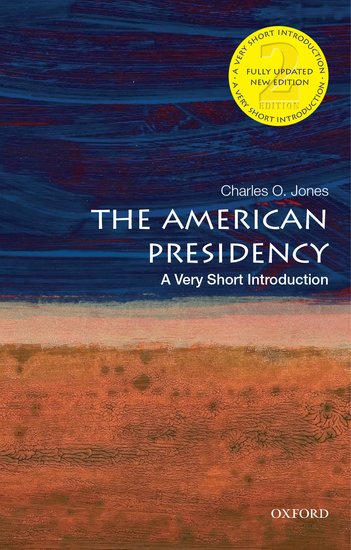 · A VERY SHORT INTRODUCTION ·
2
FULLY UPDATED
NEW EDITION
EDITION
A VERY SHORT INTRODUCTION
Charles O. Jones
THE AMERICAN
PRESIDENCY
A Very Short Introduction
OXFORD